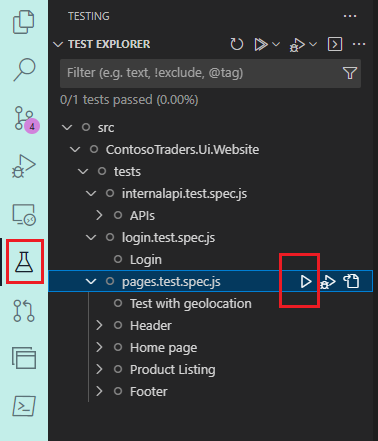 TESTING
TEST EXPLORER
Filter (e.g. text, !exclude, @tag)
0/1 tests passed (0.00%)
src
4
ContosoTraders.Ui.Website
tests
internalapi.test.spec.js
APIs
login.test.spec.js
Login
pages.test.spec.js
Test with geolocation
Header
Home page
Product Listing
Footer